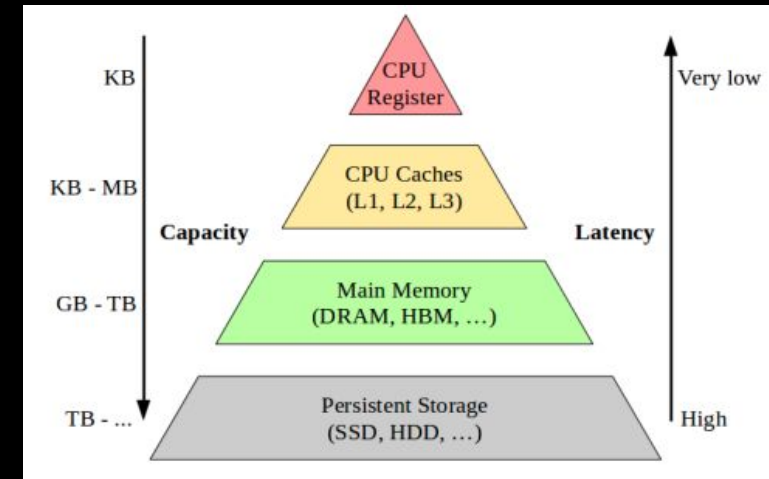 KB
CPU
Register
Very low
KB - MB
CPU Caches
(L1, L2, L3)
Capacity
Latency
GB - TB
Main Memory
(DRAM, HBM, …)
TB - ...
Persistent Storage
(SSD, HDD, …)
High